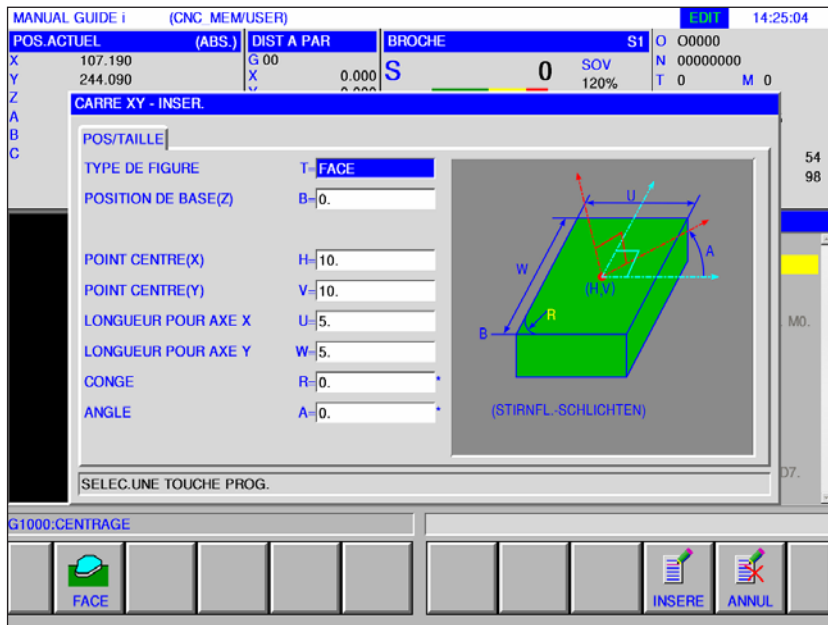 MANUAL GUIDE i (CNC_MEM/USER) EDIT 14:25:04
POS.ACTUEL (ABS.) DIST A PAR BROCHE S1 O O0000
X 107.190 G 00 S 0 SOV N 00000000
Y 244.090 X 0.000 120% T 0 M 0
Z
A
B
C
54
98
CARRE XY - INSER.
POS/TAILLE
TYPE DE FIGURE T= FACE
POSITION DE BASE(Z) B= 0.
POINT CENTRE(X) H= 10.
POINT CENTRE(Y) V= 10.
LONGUEUR POUR AXE X U= 5.
LONGUEUR POUR AXE Y W= 5.
CONGE R= 0. *
ANGLE A= 0. *
U
W
A
(H,V)
R
B
(STIRNFL.-SCHLICHTEN)
M0.
D7.
SELEC.UNE TOUCHE PROG.
G1000:CENTRAGE
FACE INSERE ANNUL